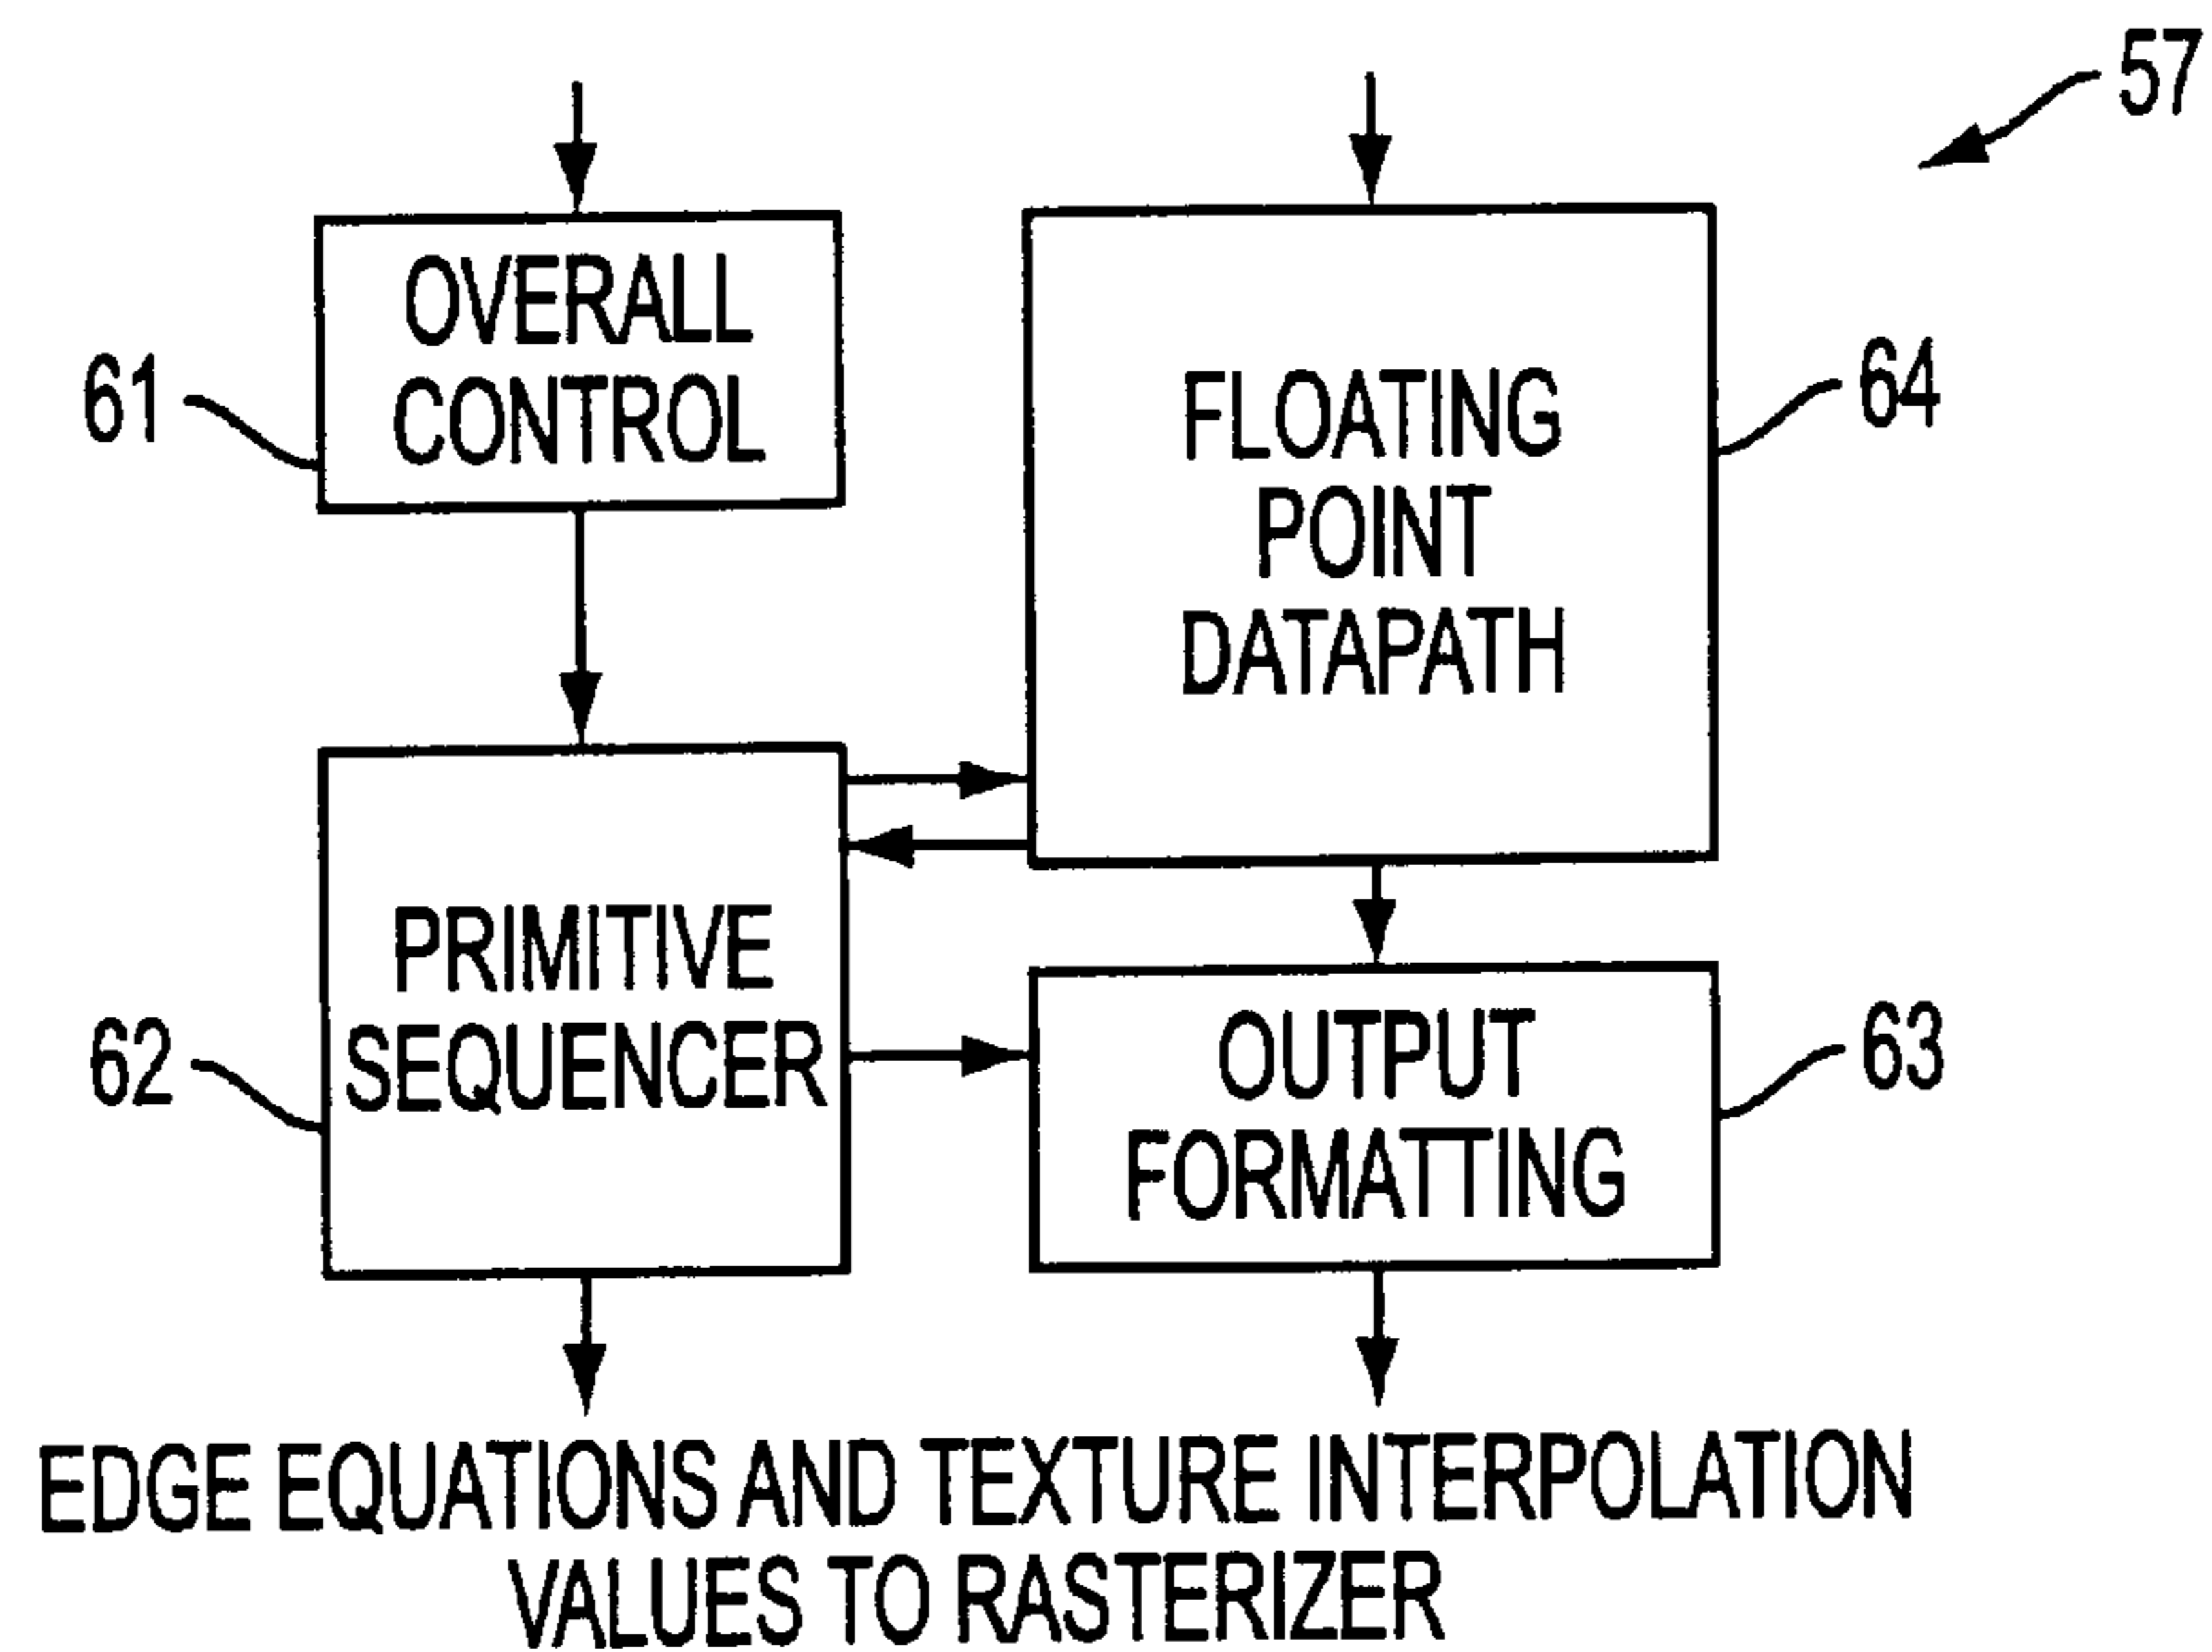 57
OVERALL
CONTROL
61
FLOATING
POINT
DATAPATH
64
PRIMITIVE
SEQUENCER
62
OUTPUT
FORMATTING
63
EDGE EQUATIONS AND TEXTURE INTERPOLATION
VALUES TO RASTERIZER